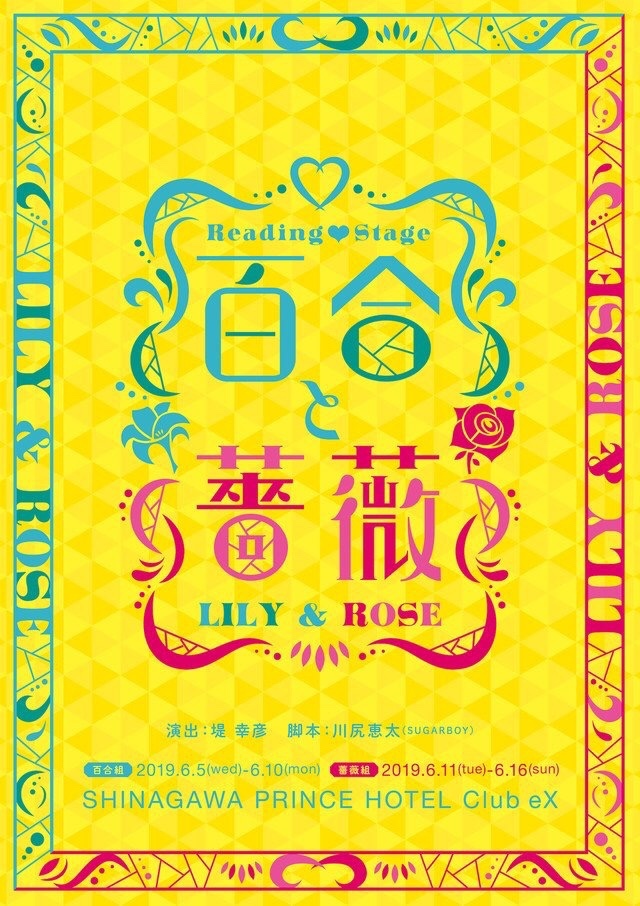 Reading♥Stage
百合
と
薔薇
LILY & ROSE
LILY & ROSE
LILY & ROSE
演出:堤 幸彦 脚本:川尻恵太(SUGARBOY)
百合組 2019.6.5(wed)-6.10(mon) 薔薇組 2019.6.11(tue)-6.16(sun)
SHINAGAWA PRINCE HOTEL Club eX